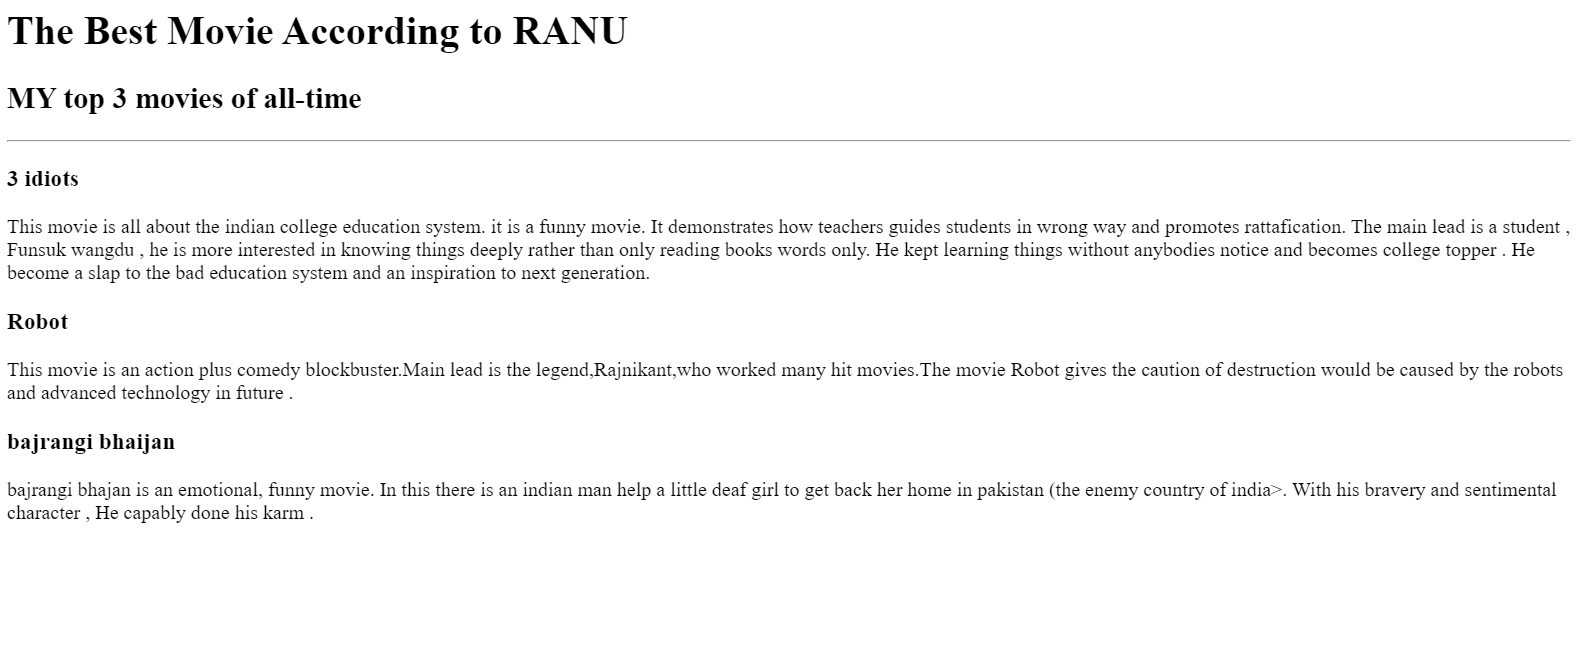 The Best Movie According to RANU
MY top 3 movies of all-time
3 idiots
This movie is all about the indian college education system. it is a funny movie. It demonstrates how teachers guides students in wrong way and promotes rattafication. The main lead is a student ,
Funsuk wangdu , he is more interested in knowing things deeply rather than only reading books words only. He kept learning things without anybodies notice and becomes college topper . He
become a slap to the bad education system and an inspiration to next generation.
Robot
This movie is an action plus comedy blockbuster.Main lead is the legend,Rajnikant,who worked many hit movies.The movie Robot gives the caution of destruction would be caused by the robots
and advanced technology in future .
bajrangi bhaijan
bajrangi bhajan is an emotional, funny movie. In this there is an indian man help a little deaf girl to get back her home in pakistan (the enemy country of india>. With his bravery and sentimental
character , He capably done his karm .